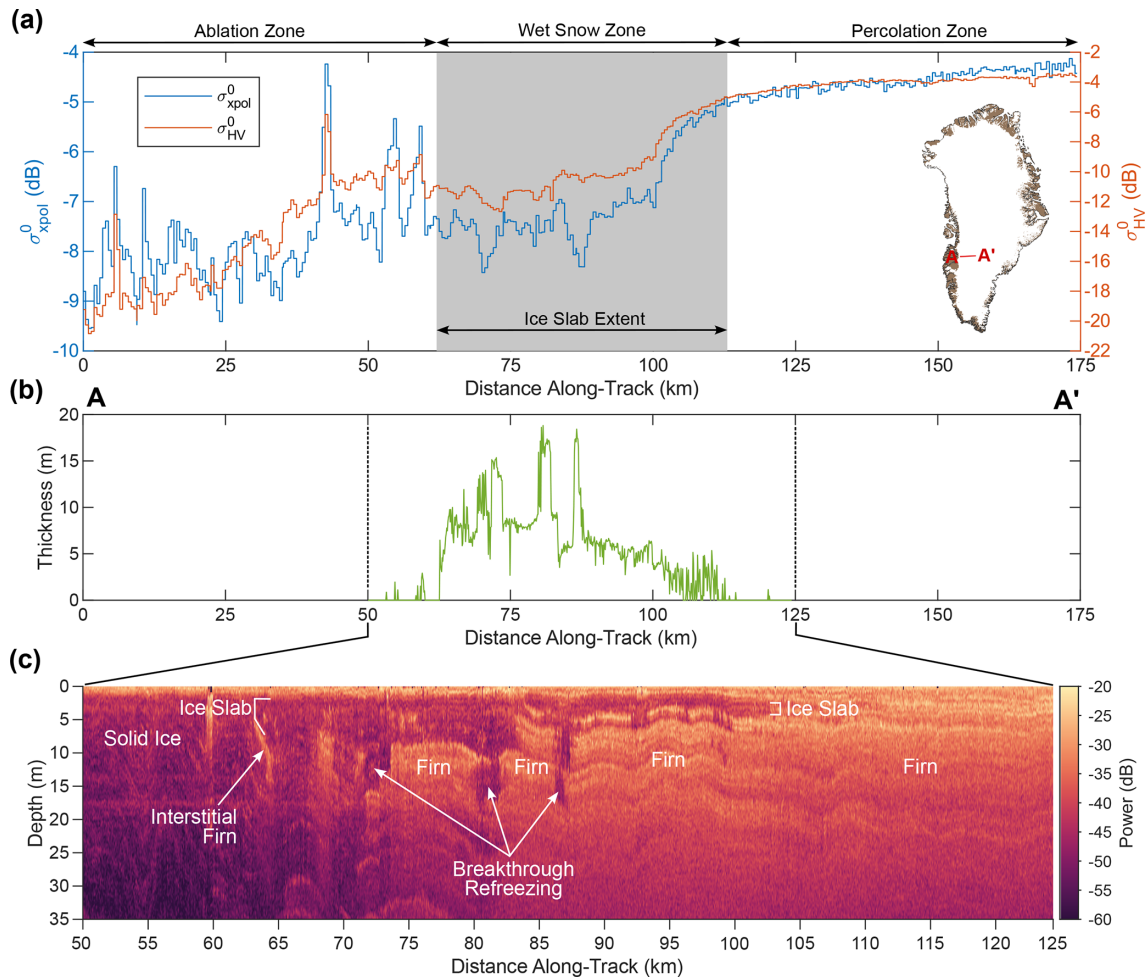 (a)
Ablation Zone
Wet Snow Zone
Percolation Zone
-4
-5
-6
-7
-8
-9
-10
σ⁰xpol (dB)
σ⁰xpol
σ⁰HV
-2
-4
-6
-8
-10
-12
-14
-16
-18
-20
-22
σ⁰HV (dB)
A A'
Ice Slab Extent
0 25 50 75 100 125 150 175
Distance Along-Track (km)
(b)
A
A'
20
15
10
5
0
Thickness (m)
0 25 50 75 100 125 150 175
Distance Along-Track (km)
(c)
0
5
10
15
20
25
30
35
Depth (m)
Ice Slab
Solid Ice
Interstitial
Firn
Firn
Firn
Firn
Firn
Ice Slab
Breakthrough
Refreezing
-20
-25
-30
-35
-40
-45
-50
-55
-60
Power (dB)
50 55 60 65 70 75 80 85 90 95 100 105 110 115 120 125
Distance Along-Track (km)